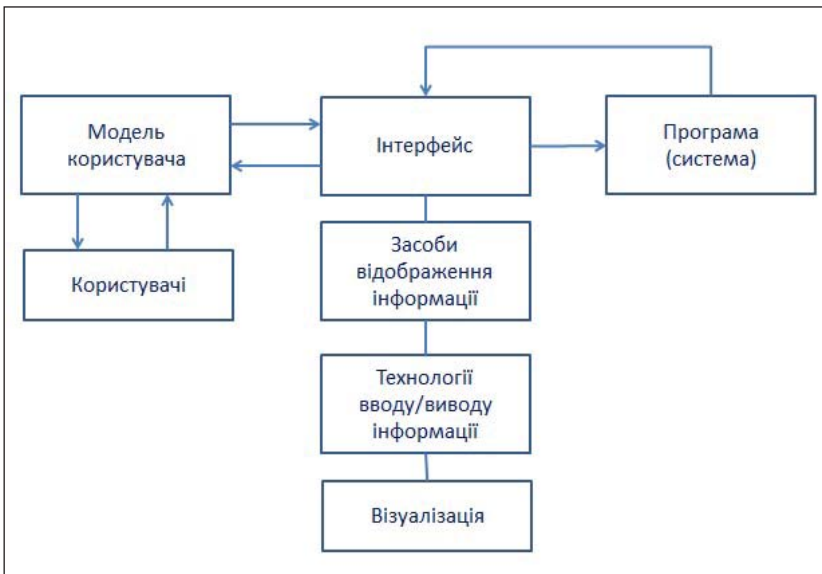 Модель
користувача
Інтерфейс
Програма
(система)
Користувачі
Засоби
відображення
інформації
Технології
вводу/виводу
інформації
Візуалізація